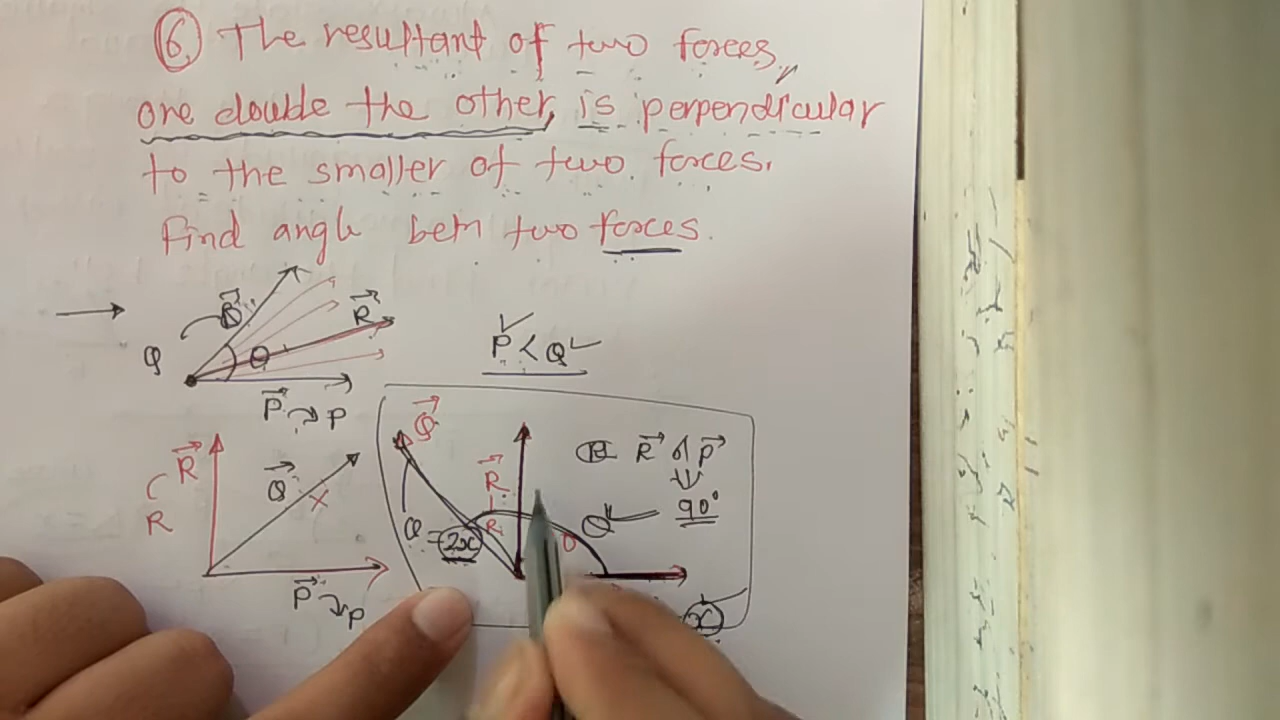 ⑥ The resultant of two forces,
one double the other, is perpendicular
to the smaller of two forces.
Find angle betn two forces.
B⃗ R⃗
Q θ
P⃗ P
P < Q
R⃗ Q⃗
R
P⃗ P
Q⃗
R⃗ R⃗ P⃗
R 90°
Q = 2x θ θ
x